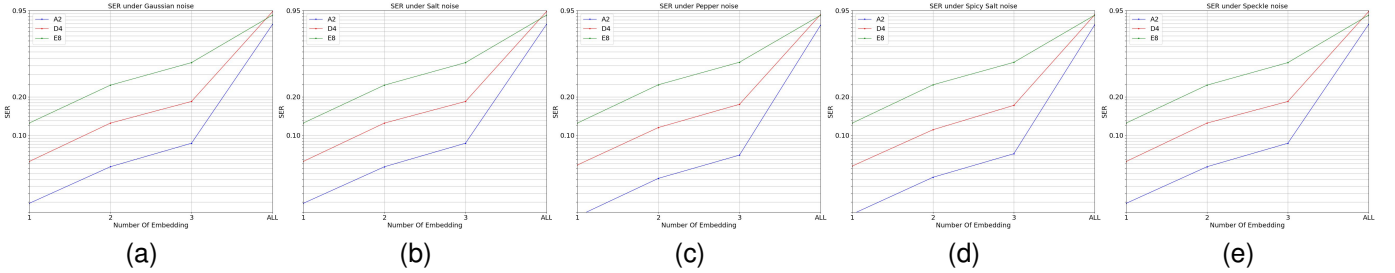 SER under Gaussian noise
0.95
A2
D4
E8
SER
0.20
0.10
1 2 3 ALL
Number Of Embedding
(a)
SER under Salt noise
0.95
A2
D4
E8
SER
0.20
0.10
1 2 3 ALL
Number Of Embedding
(b)
SER under Pepper noise
0.95
A2
D4
E8
SER
0.20
0.10
1 2 3 ALL
Number Of Embedding
(c)
SER under Spicy Salt noise
0.95
A2
D4
E8
SER
0.20
0.10
1 2 3 ALL
Number Of Embedding
(d)
SER under Speckle noise
0.95
A2
D4
E8
SER
0.20
0.10
1 2 3 ALL
Number Of Embedding
(e)